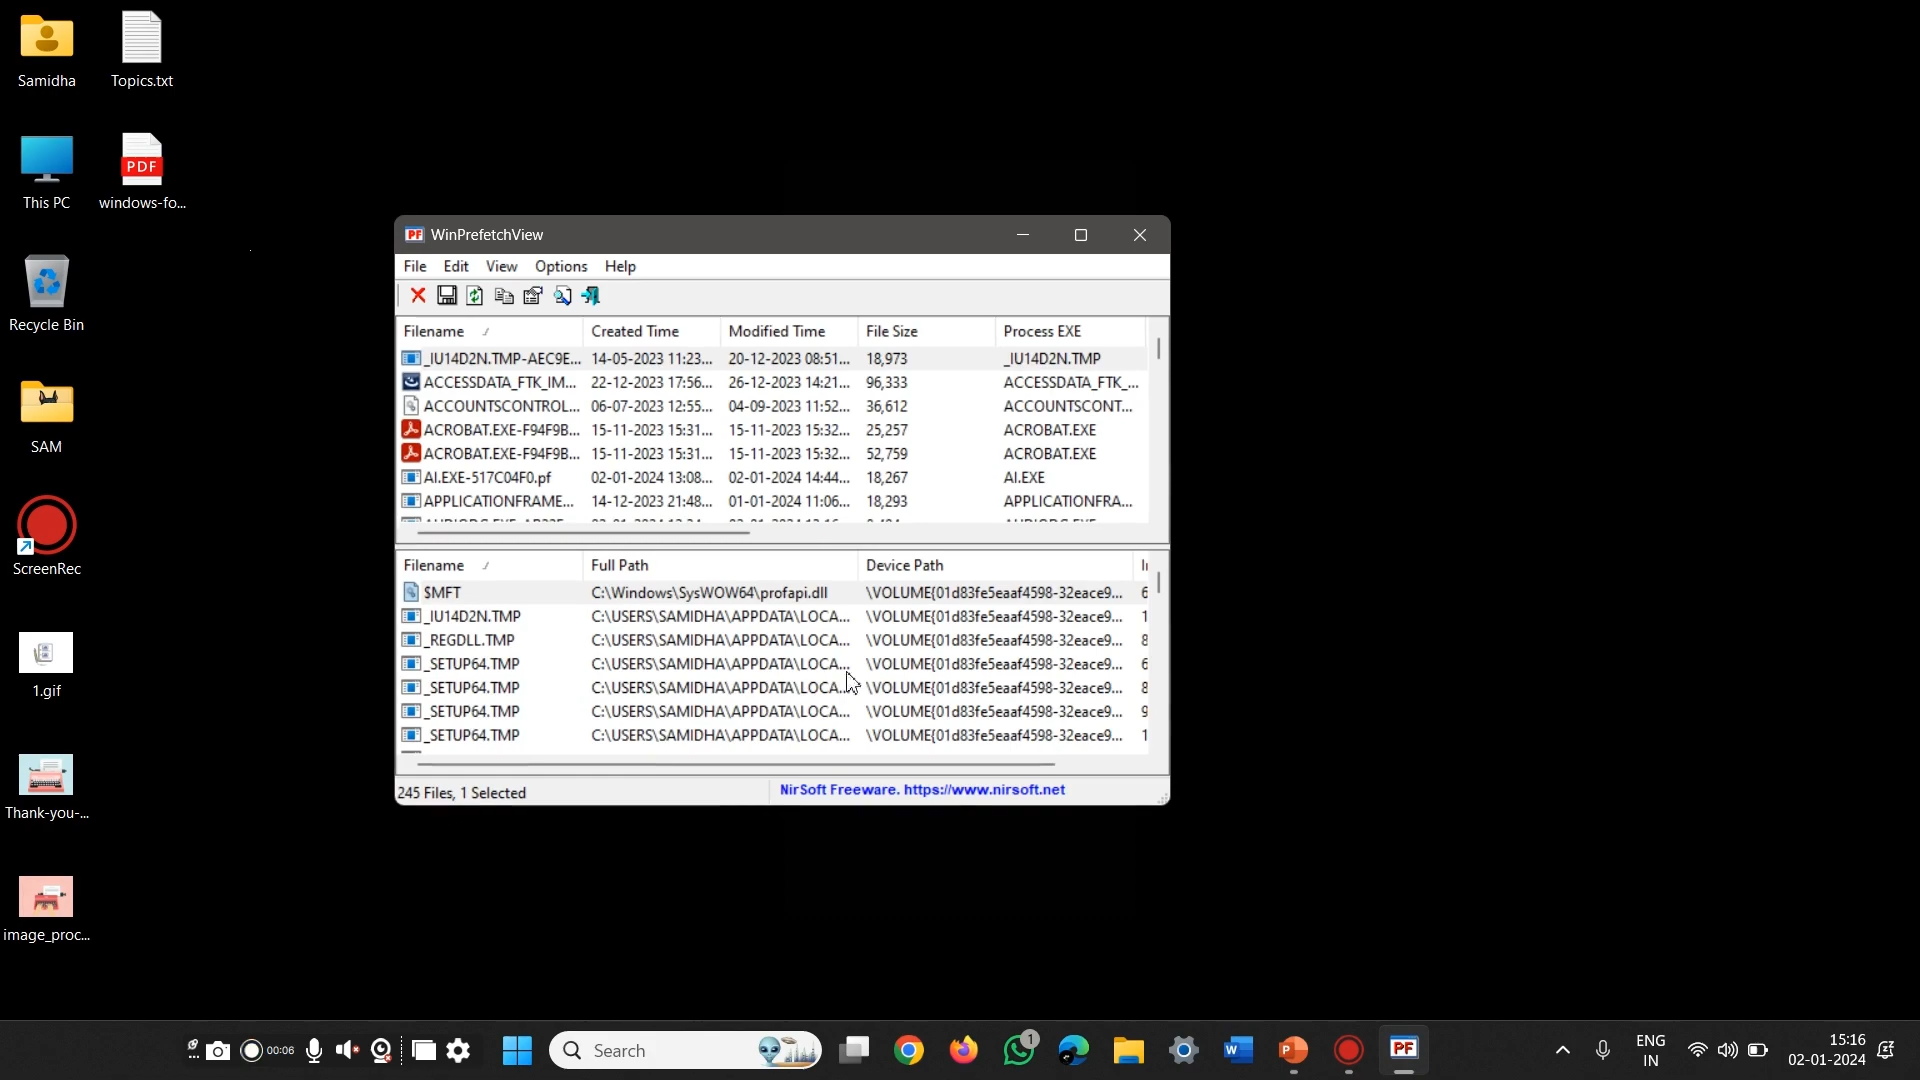 Samidha
Topics.txt
This PC
PDF
windows-fo...
Recycle Bin
SAM
ScreenRec
1.gif
Thank-you-...
image_proc...
PF WinPrefetchView
File Edit View Options Help
Filename Created Time Modified Time File Size Process EXE
_IU14D2N.TMP-AEC9E... 14-05-2023 11:23... 20-12-2023 08:51... 18,973 _IU14D2N.TMP
ACCESSDATA_FTK_IM... 22-12-2023 17:56... 26-12-2023 14:21... 96,333 ACCESSDATA_FTK_...
ACCOUNTSCONTROL... 06-07-2023 12:55... 04-09-2023 11:52... 36,612 ACCOUNTSCONT...
ACROBAT.EXE-F94F9B... 15-11-2023 15:31... 15-11-2023 15:32... 25,257 ACROBAT.EXE
ACROBAT.EXE-F94F9B... 15-11-2023 15:31... 15-11-2023 15:32... 52,759 ACROBAT.EXE
AI.EXE-517C04F0.pf 02-01-2024 13:08... 02-01-2024 14:44... 18,267 AI.EXE
APPLICATIONFRAME... 14-12-2023 21:48... 01-01-2024 11:06... 18,293 APPLICATIONFRA...
Filename Full Path Device Path
$MFT C:\Windows\SysWOW64\profapi.dll \VOLUME{01d83fe5eaaf4598-32eace9... 6
_IU14D2N.TMP C:\USERS\SAMIDHA\APPDATA\LOCA... \VOLUME{01d83fe5eaaf4598-32eace9... 1
_REGDLL.TMP C:\USERS\SAMIDHA\APPDATA\LOCA... \VOLUME{01d83fe5eaaf4598-32eace9... 8
_SETUP64.TMP C:\USERS\SAMIDHA\APPDATA\LOCA... \VOLUME{01d83fe5eaaf4598-32eace9... 6
_SETUP64.TMP C:\USERS\SAMIDHA\APPDATA\LOCA... \VOLUME{01d83fe5eaaf4598-32eace9... 8
_SETUP64.TMP C:\USERS\SAMIDHA\APPDATA\LOCA... \VOLUME{01d83fe5eaaf4598-32eace9... 9
_SETUP64.TMP C:\USERS\SAMIDHA\APPDATA\LOCA... \VOLUME{01d83fe5eaaf4598-32eace9... 1
245 Files, 1 Selected NirSoft Freeware. https://www.nirsoft.net
00:06 Search 1 W P PF ENG 15:16
IN 02-01-2024